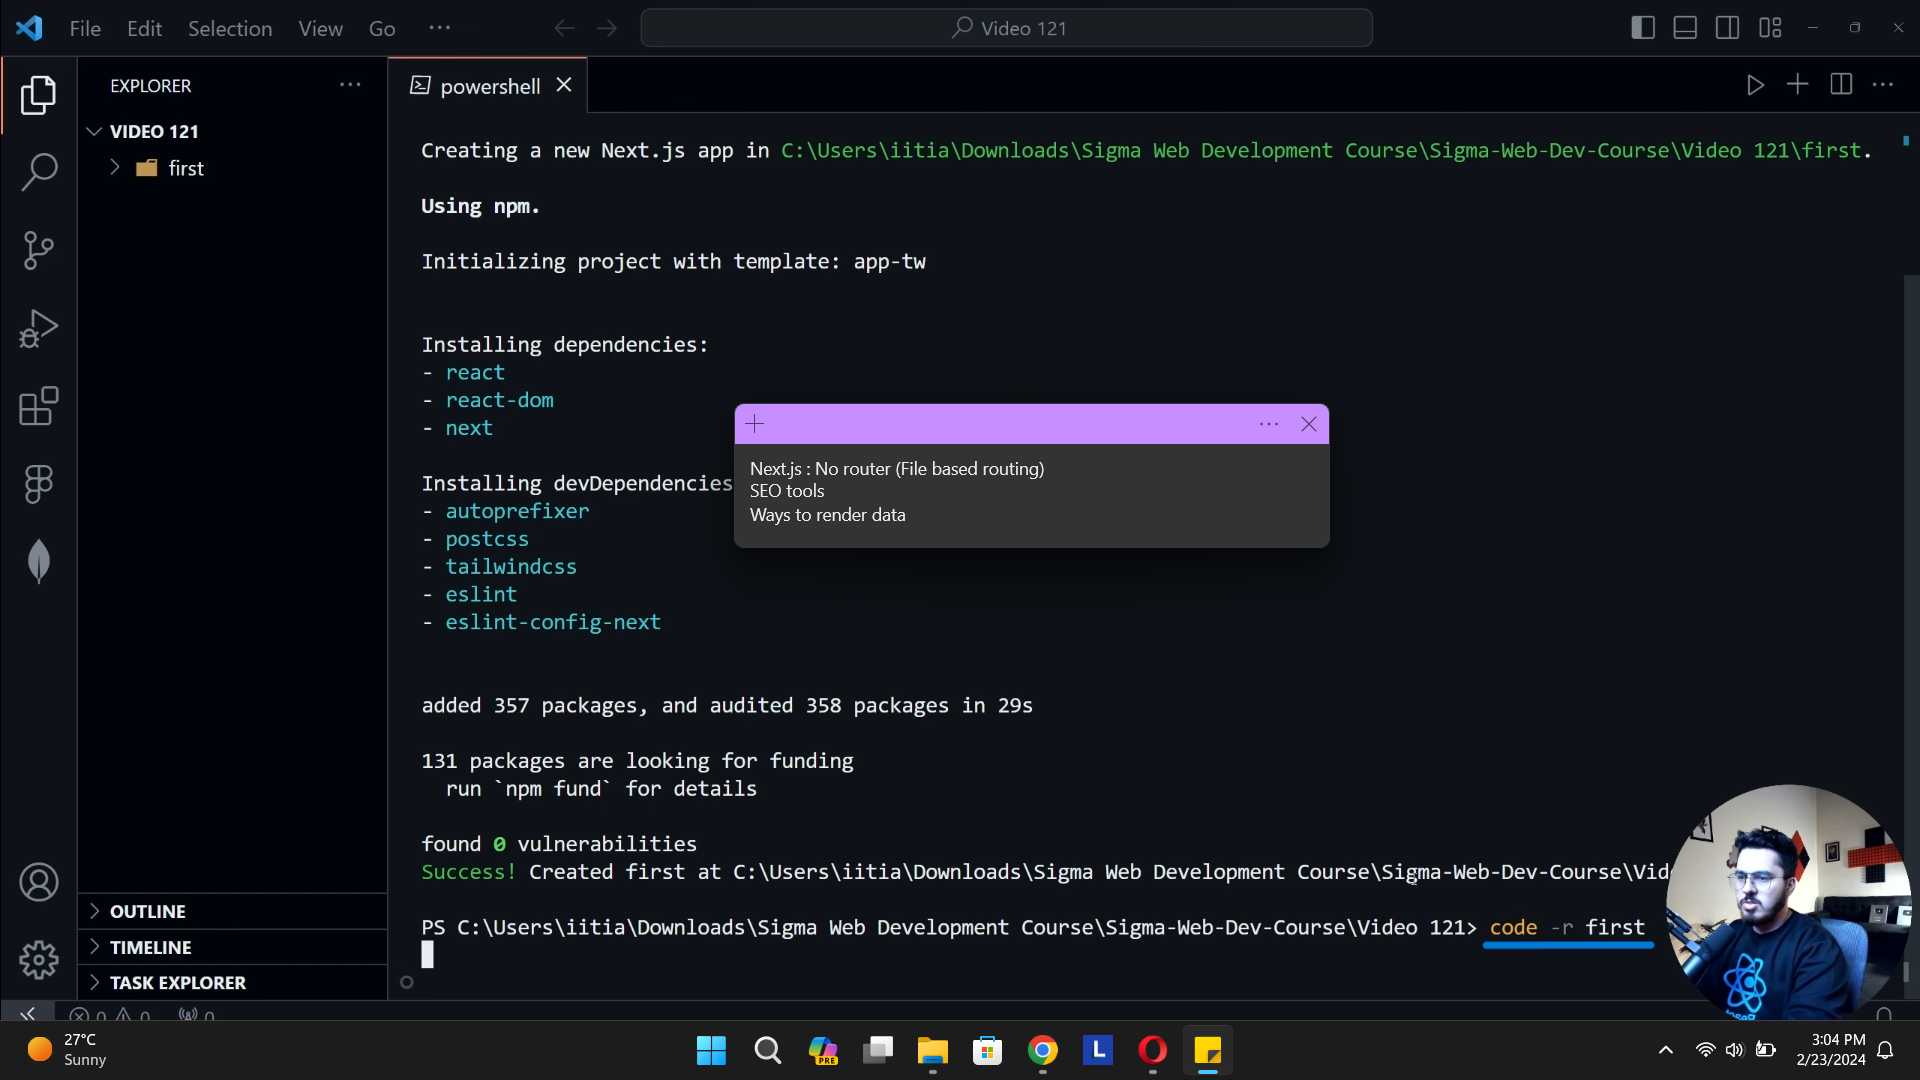 File Edit Selection View Go ···
Video 121
EXPLORER
VIDEO 121
first
OUTLINE
TIMELINE
TASK EXPLORER
powershell
Creating a new Next.js app in C:\Users\iitia\Downloads\Sigma Web Development Course\Sigma-Web-Dev-Course\Video 121\first.
Using npm.
Initializing project with template: app-tw
Installing dependencies:
- react
- react-dom
- next
Installing devDependencies
- autoprefixer
- postcss
- tailwindcss
- eslint
- eslint-config-next
added 357 packages, and audited 358 packages in 29s
131 packages are looking for funding
run `npm fund` for details
found 0 vulnerabilities
Success! Created first at C:\Users\iitia\Downloads\Sigma Web Development Course\Sigma-Web-Dev-Course\Vid
PS C:\Users\iitia\Downloads\Sigma Web Development Course\Sigma-Web-Dev-Course\Video 121> code -r first
Next.js : No router (File based routing)
SEO tools
Ways to render data
0 0 0
27°C
Sunny
PRE
L
3:04 PM
2/23/2024